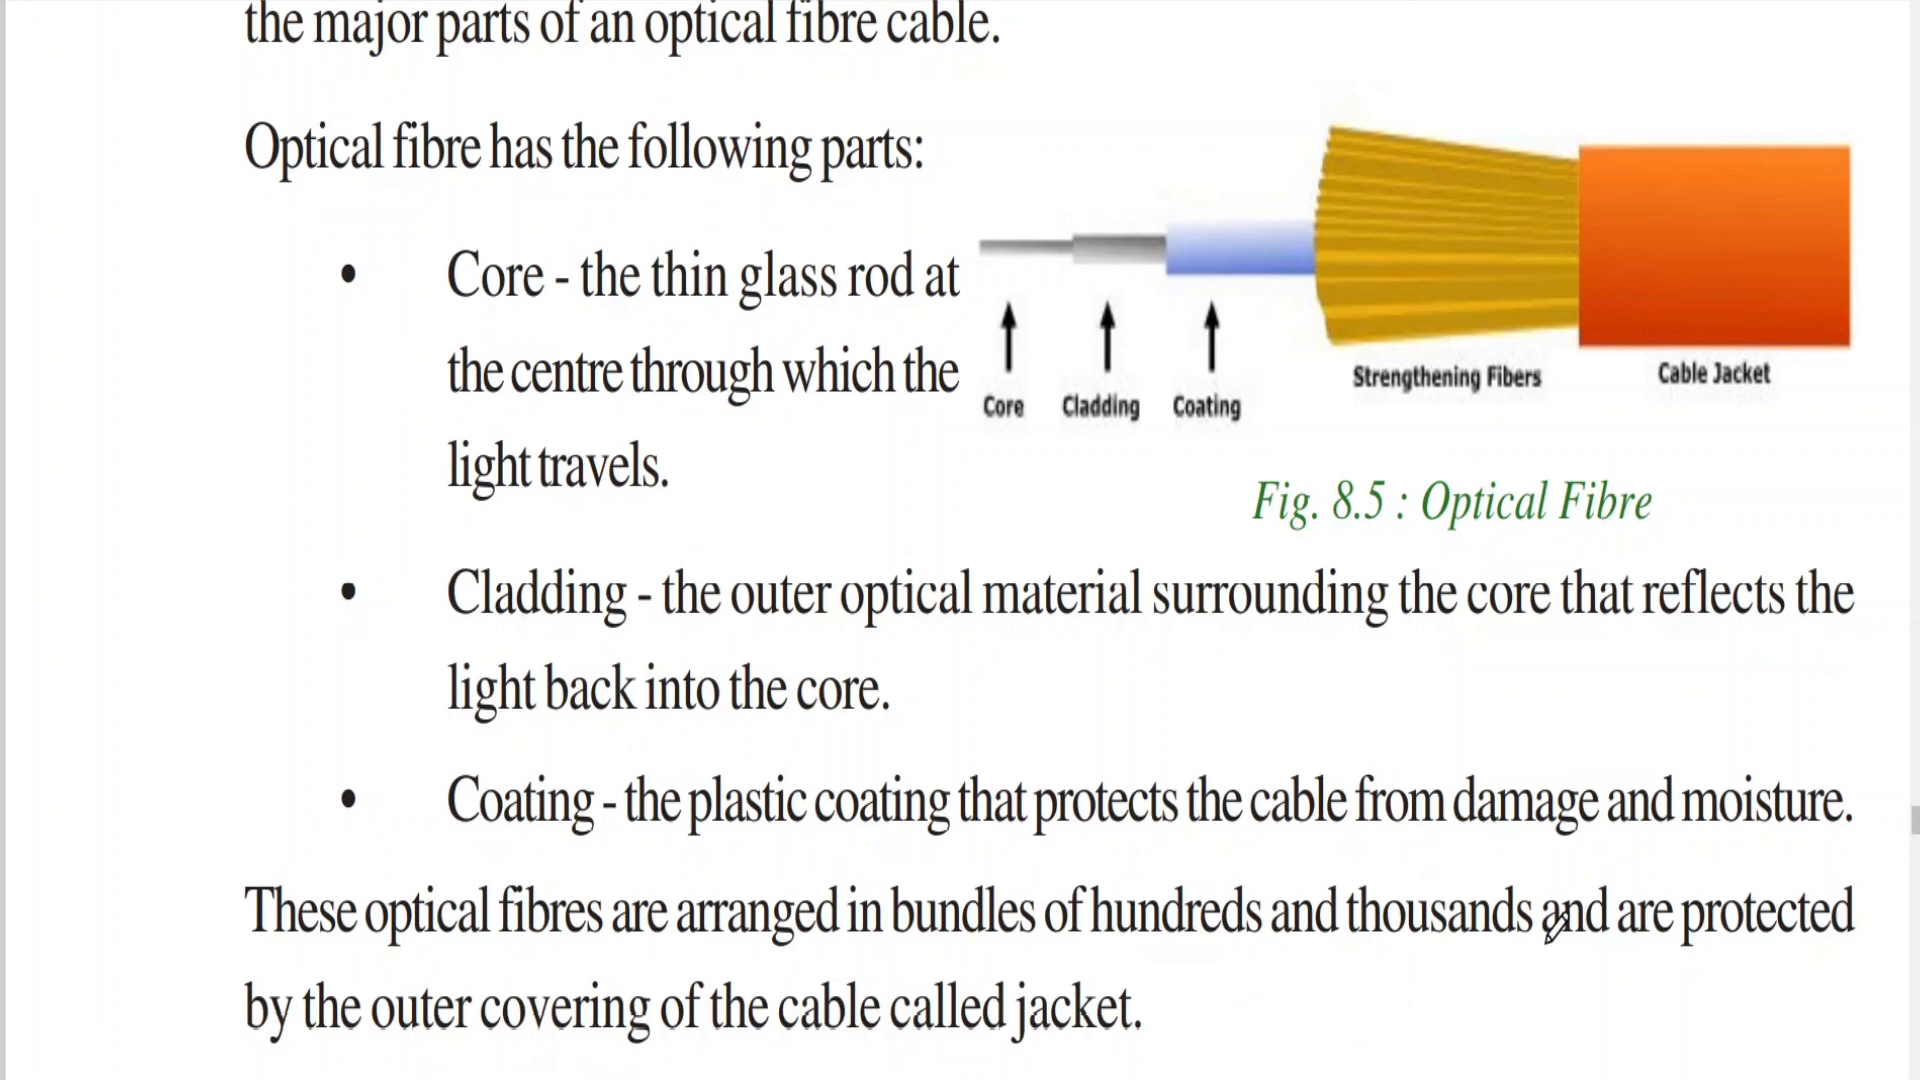 the major parts of an optical fibre cable.
Optical fibre has the following parts:
• Core - the thin glass rod at
the centre through which the
light travels.
Core Cladding Coating Strengthening Fibers Cable Jacket
Fig. 8.5 : Optical Fibre
• Cladding - the outer optical material surrounding the core that reflects the
light back into the core.
• Coating - the plastic coating that protects the cable from damage and moisture.
These optical fibres are arranged in bundles of hundreds and thousands and are protected
by the outer covering of the cable called jacket.